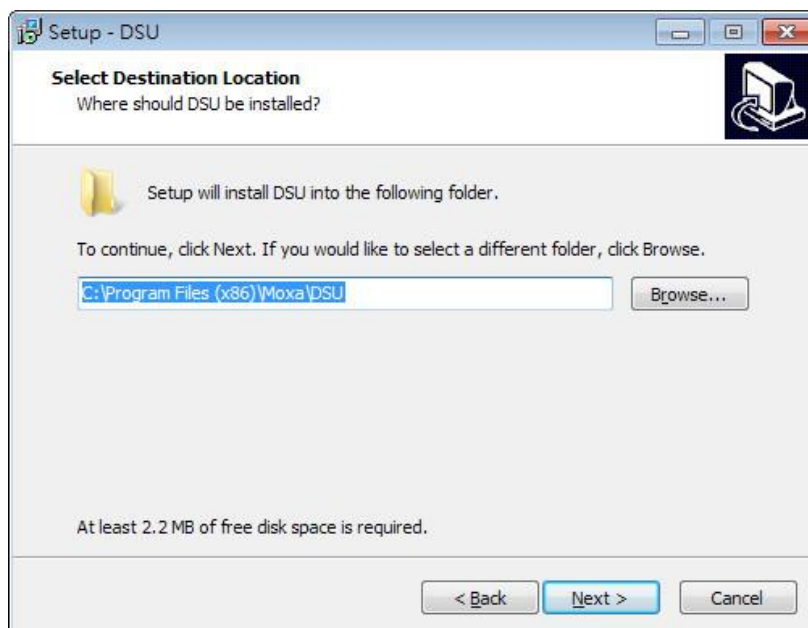 Setup - DSU
Select Destination Location
Where should DSU be installed?
Setup will install DSU into the following folder.
To continue, click Next. If you would like to select a different folder, click Browse.
C:\Program Files (x86)\Moxa\DSU
Browse...
At least 2.2 MB of free disk space is required.
< Back
Next >
Cancel